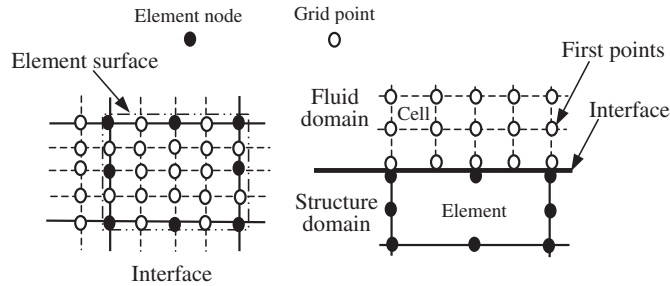 Element node
Grid point
Element surface
First points
Fluid
domain
Cell
Interface
Structure
domain
Element
Interface